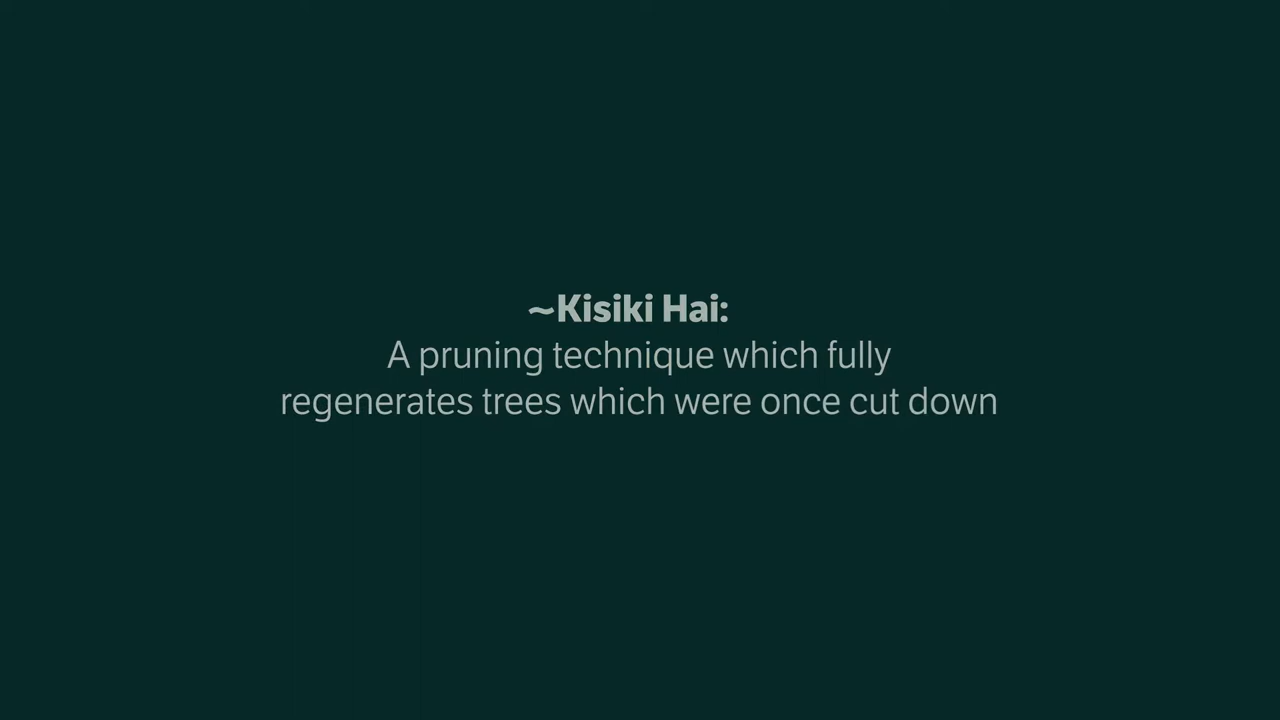 ~Kisiki Hai:
A pruning technique which fully
regenerates trees which were once cut down